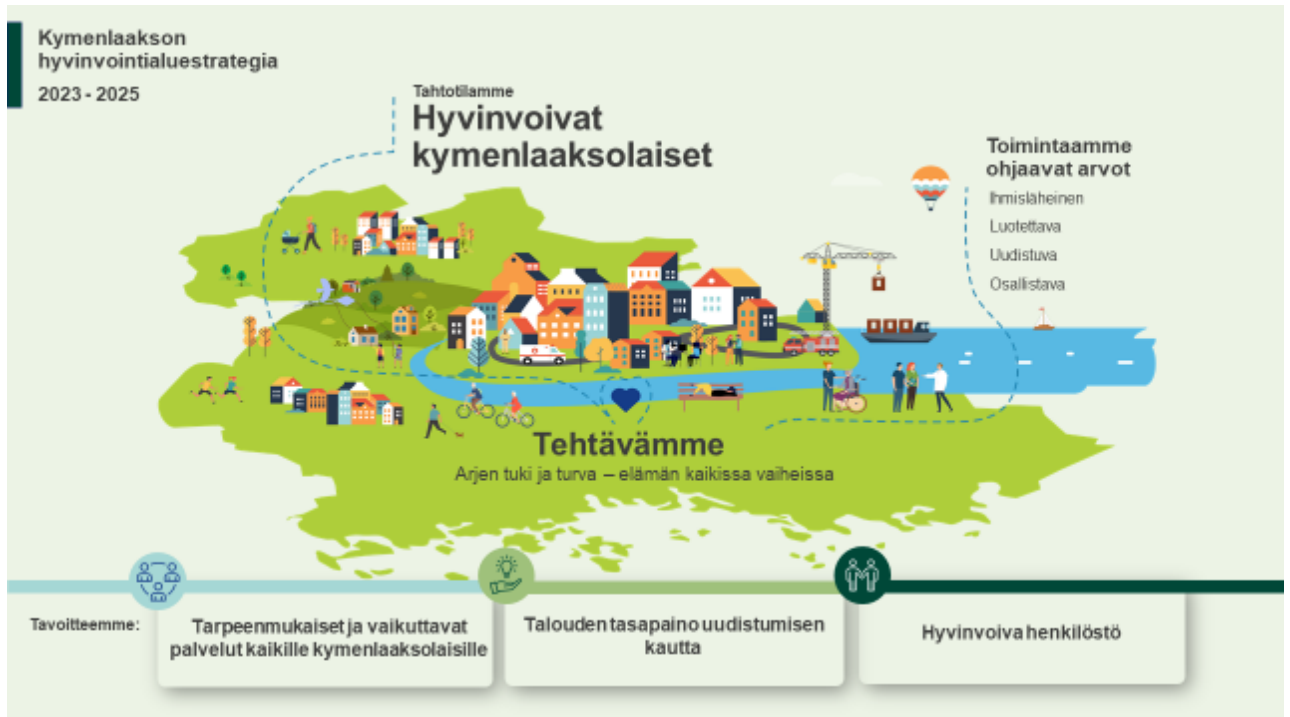 Kymenlaakson
hyvinvointialuestrategia
2023 - 2025
Tahtotilamme
Hyvinvoivat
kymenlaaksolaiset
Toimintaamme
ohjaavat arvot
Ihmisläheinen
Luotettava
Uudistuva
Osallistava
Tehtävämme
Arjen tuki ja turva – elämän kaikissa vaiheissa
Tavoitteemme:
Tarpeenmukaiset ja vaikuttavat
palvelut kaikille kymenlaaksolaisille
Talouden tasapaino uudistumisen
kautta
Hyvinvoiva henkilöstö